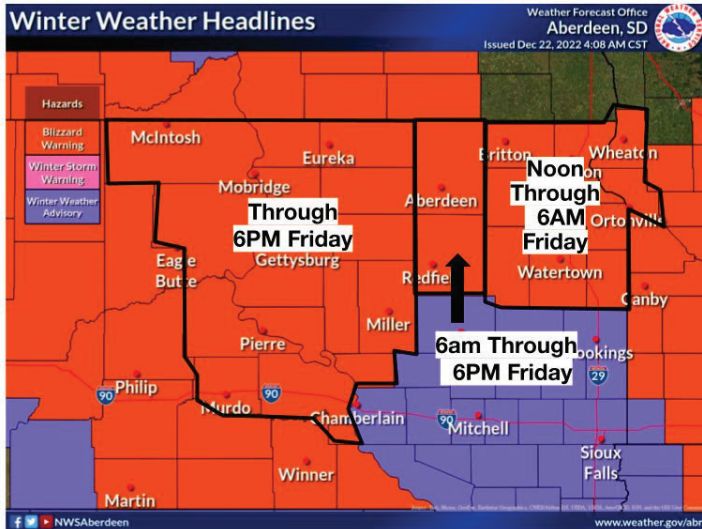 Winter Weather Headlines
Weather Forecast Office
Aberdeen, SD
Issued Dec 22, 2022 4:08 AM CST
Hazards
Blizzard
Warning
Winter Storm
Warning
Winter Weather
Advisory
McIntosh
Eureka
Mobridge
Through
6PM Friday
Gettysburg
Eagle
Butte
Aberdeen
Redfiel
Britton
Noon
Through
6AM
Friday
Wheaton
Ortonville
Watertown
Canby
Miller
Pierre
6am Through
6PM Friday
ookings
Philip
90
Murdo
90
Chamberlain
90
Mitchell
29
Sioux
Falls
Winner
Martin
NWSAberdeen
www.weather.gov/abr